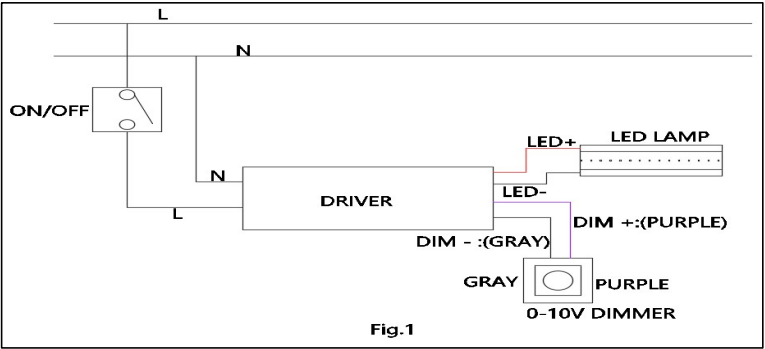 L
N
ON/OFF
LED+
LED LAMP
N
DRIVER
LED-
L
DIM +:(PURPLE)
DIM - :(GRAY)
GRAY
PURPLE
0-10V DIMMER
Fig.1